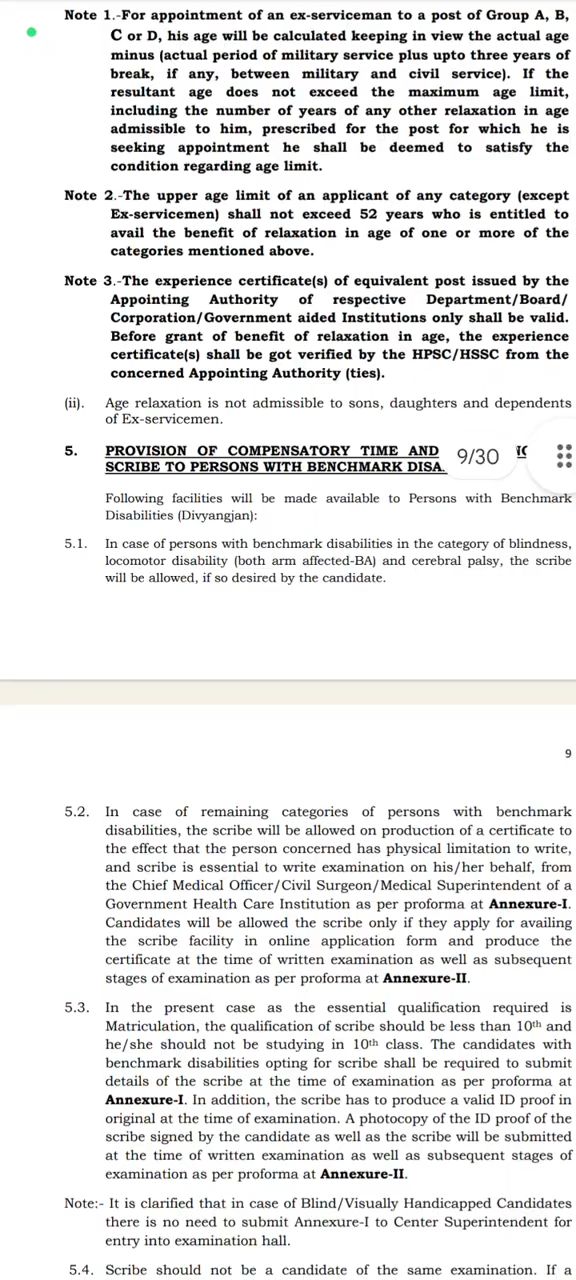 Note 1.-For appointment of an ex-serviceman to a post of Group A, B,
C or D, his age will be calculated keeping in view the actual age
minus (actual period of military service plus upto three years of
break, if any, between military and civil service). If the
resultant age does not exceed the maximum age limit,
including the number of years of any other relaxation in age
admissible to him, prescribed for the post for which he is
seeking appointment he shall be deemed to satisfy the
condition regarding age limit.
Note 2.-The upper age limit of an applicant of any category (except
Ex-servicemen) shall not exceed 52 years who is entitled to
avail the benefit of relaxation in age of one or more of the
categories mentioned above.
Note 3.-The experience certificate(s) of equivalent post issued by the
Appointing Authority of respective Department/Board/
Corporation/Government aided Institutions only shall be valid.
Before grant of benefit of relaxation in age, the experience
certificate(s) shall be got verified by the HPSC/HSSC from the
concerned Appointing Authority (ties).
(ii). Age relaxation is not admissible to sons, daughters and dependents
of Ex-servicemen.
5. PROVISION OF COMPENSATORY TIME AND
SCRIBE TO PERSONS WITH BENCHMARK DISA
9/30
Following facilities will be made available to Persons with Benchmark
Disabilities (Divyangjan):
5.1. In case of persons with benchmark disabilities in the category of blindness,
locomotor disability (both arm affected-BA) and cerebral palsy, the scribe
will be allowed, if so desired by the candidate.
9
5.2. In case of remaining categories of persons with benchmark
disabilities, the scribe will be allowed on production of a certificate to
the effect that the person concerned has physical limitation to write,
and scribe is essential to write examination on his/her behalf, from
the Chief Medical Officer/Civil Surgeon/Medical Superintendent of a
Government Health Care Institution as per proforma at Annexure-I.
Candidates will be allowed the scribe only if they apply for availing
the scribe facility in online application form and produce the
certificate at the time of written examination as well as subsequent
stages of examination as per proforma at Annexure-II.
5.3. In the present case as the essential qualification required is
Matriculation, the qualification of scribe should be less than 10th and
he/she should not be studying in 10th class. The candidates with
benchmark disabilities opting for scribe shall be required to submit
details of the scribe at the time of examination as per proforma at
Annexure-I. In addition, the scribe has to produce a valid ID proof in
original at the time of examination. A photocopy of the ID proof of the
scribe signed by the candidate as well as the scribe will be submitted
at the time of written examination as well as subsequent stages of
examination as per proforma at Annexure-II.
Note:- It is clarified that in case of Blind/Visually Handicapped Candidates
there is no need to submit Annexure-I to Center Superintendent for
entry into examination hall.
5.4. Scribe should not be a candidate of the same examination. If a